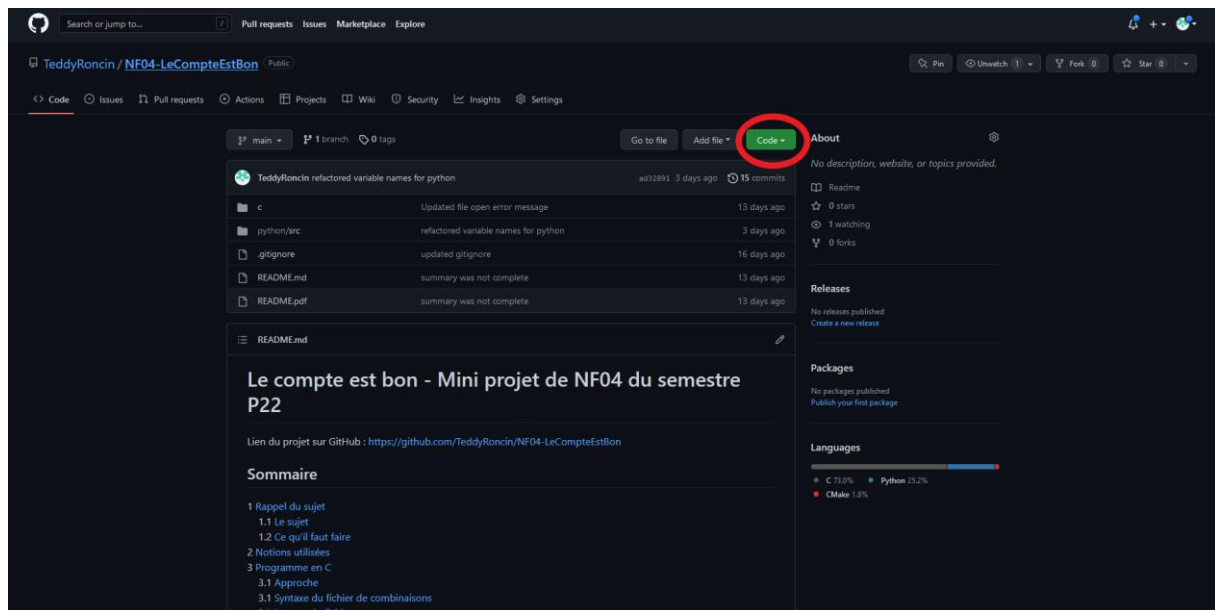 Search or jump to... / Pull requests Issues Marketplace Explore
TeddyRoncin / NF04-LeCompteEstBon Public
Pin Unwatch 1 Fork 0 Star 0
Code Issues Pull requests Actions Projects Wiki Security Insights Settings
main 1 branch 0 tags Go to file Add file Code
TeddyRoncin refactored variable names for python ad32891 3 days ago 15 commits
c Updated file open error message 13 days ago
python/src refactored variable names for python 3 days ago
.gitignore updated gitignore 16 days ago
README.md summary was not complete 13 days ago
README.pdf summary was not complete 13 days ago
README.md
Le compte est bon - Mini projet de NF04 du semestre
P22
Lien du projet sur GitHub : https://github.com/TeddyRoncin/NF04-LeCompteEstBon
Sommaire
1 Rappel du sujet
1.1 Le sujet
1.2 Ce qu'il faut faire
2 Notions utilisées
3 Programme en C
3.1 Approche
3.1 Syntaxe du fichier de combinaisons
About
No description, website, or topics provided.
Readme
0 stars
1 watching
0 forks
Releases
No releases published
Create a new release
Packages
No packages published
Publish your first package
Languages
C 73.0% Python 25.2%
CMake 1.8%